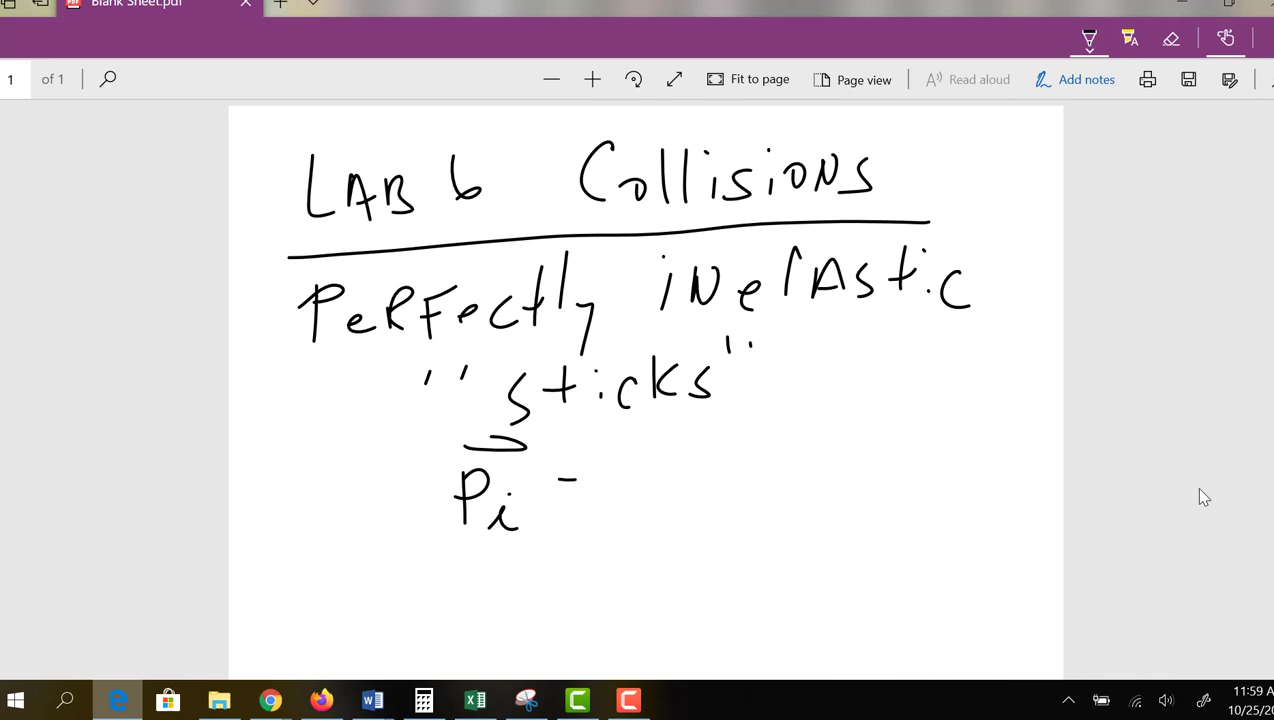 Blank Sheet.pdf
1 of 1 Fit to page Page view Read aloud Add notes
LAB 6 Collisions
PeRFectly iNelAstic
"sticks"
Pi -
11:59 A
10/25/20